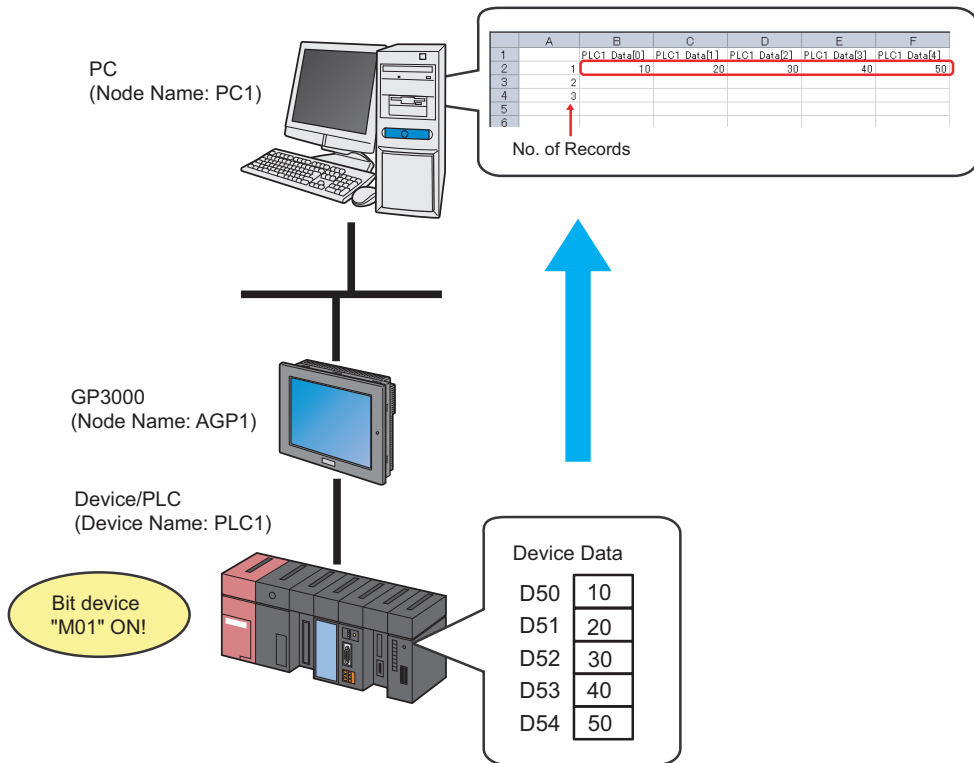 PC
(Node Name: PC1)
A B C D E F
1 PLC1 Data[0] PLC1 Data[1] PLC1 Data[2] PLC1 Data[3] PLC1 Data[4]
2 1 10 20 30 40 50
3 2
4 3
5
6
No. of Records
GP3000
(Node Name: AGP1)
Device/PLC
(Device Name: PLC1)
Bit device
"M01" ON!
Device Data
D50 10
D51 20
D52 30
D53 40
D54 50